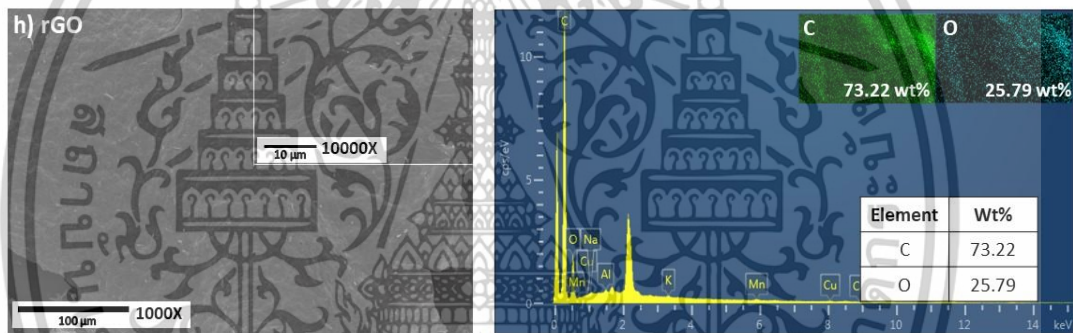 h) rGO
10 μm 10000X
100 μm 1000X
C
10
cps/eV
5
0
O Na
Cu
Mn
Al
K
Mn
Cu
0 2 4 6 8 10 12 14 keV
C
73.22 wt%
O
25.79 wt%
Element Wt%
C 73.22
O 25.79